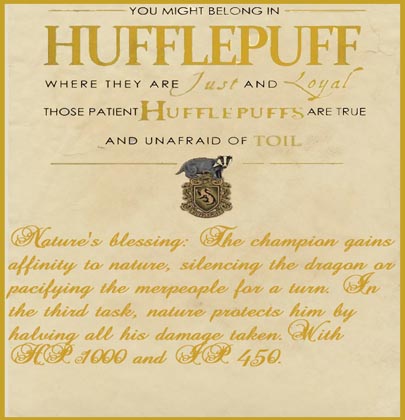 YOU MIGHT BELONG IN
HUFFLEPUFF
WHERE THEY ARE Just AND Loyal
THOSE PATIENT HUFFLEPUFFS ARE TRUE
AND UNAFRAID OF TOIL
Nature's blessing: The champion gains
affinity to nature, silencing the dragon or
pacifying the merpeople for a turn. In
the third task, nature protects him by
halving all his damage taken. With
HP 1000 and SP 450.